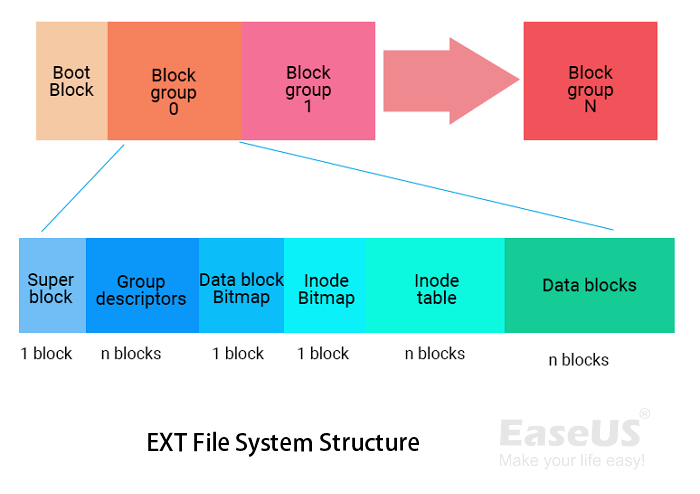 Boot
Block
Block
group
0
Block
group
1
Block
group
N
Super
block
Group
descriptors
Data block
Bitmap
Inode
Bitmap
Inode
table
Data blocks
1 block
n blocks
1 block
1 block
n blocks
n blocks
EXT File System Structure
EaseUS®
Make your life easy!